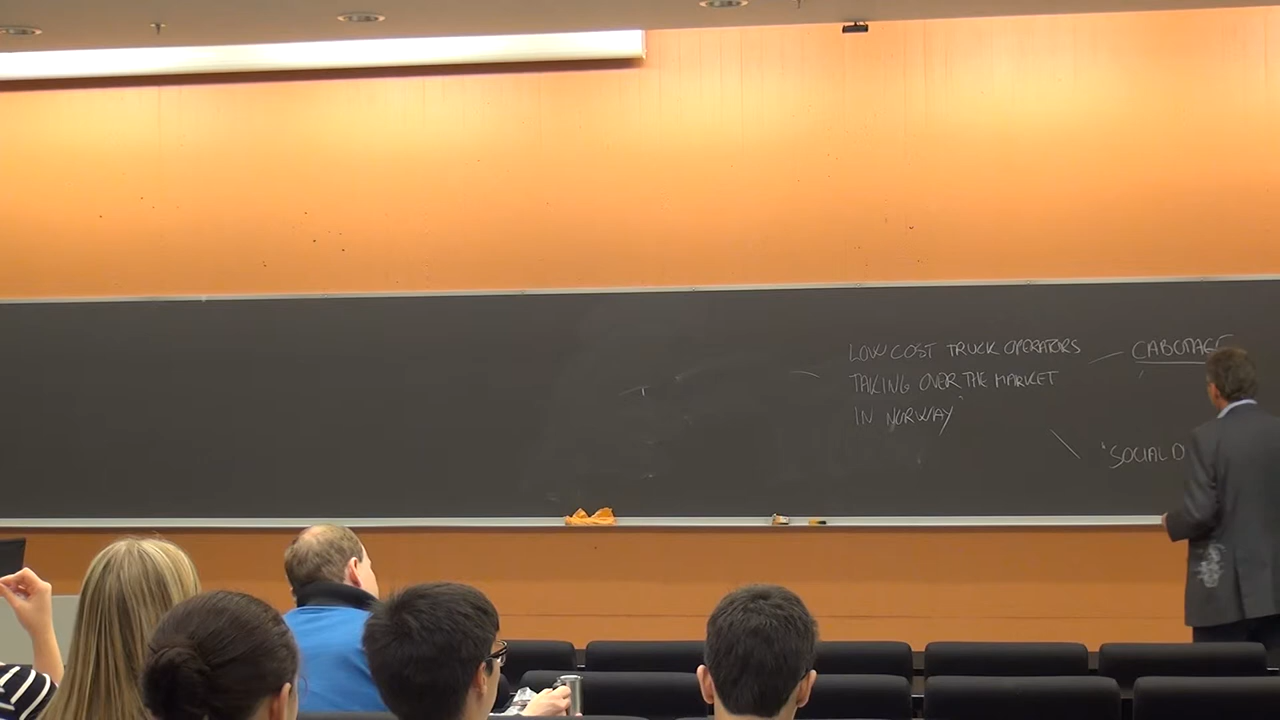 LOW COST TRUCK OPERATORS
TAKING OVER THE MARKET
IN NORWAY"
CABOTAGE
'SOCIAL D